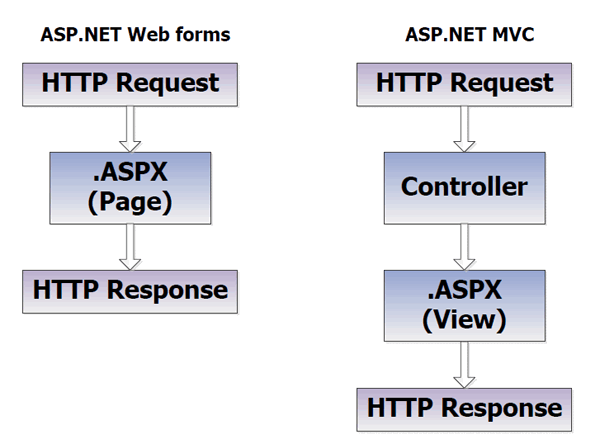 ASP.NET Web forms
HTTP Request
.ASPX
(Page)
HTTP Response
ASP.NET MVC
HTTP Request
Controller
.ASPX
(View)
HTTP Response